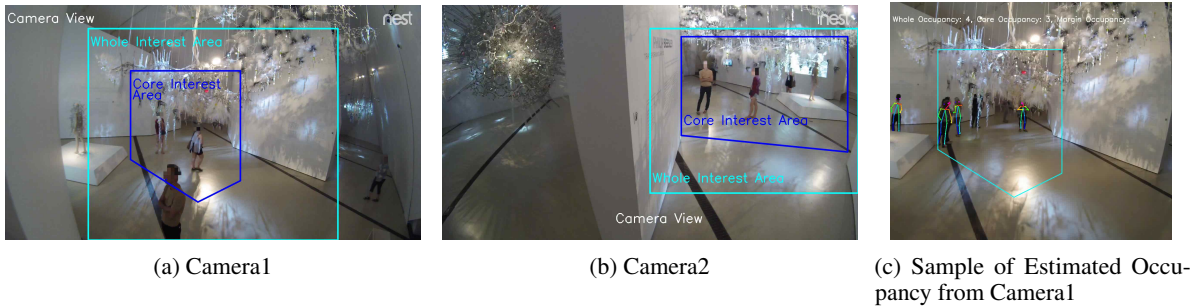 Camera View
nest
Whole Interest Area
Core Interest
Area
nest
Core Interest Area
Whole Interest Area
Camera View
Whole Occupancy: 4, Core Occupancy: 3, Margin Occupancy: 1
(a) Camera1
(b) Camera2
(c) Sample of Estimated Occu-
pancy from Camera1